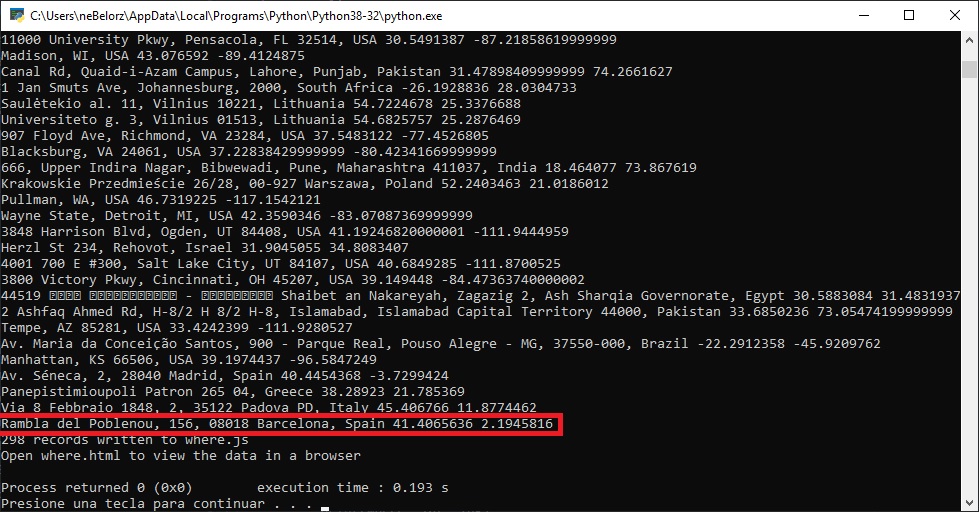 C:\Users\neBelorz\AppData\Local\Programs\Python\Python38-32\python.exe
11000 University Pkwy, Pensacola, FL 32514, USA 30.5491387 -87.21858619999999
Madison, WI, USA 43.076592 -89.4124875
Canal Rd, Quaid-i-Azam Campus, Lahore, Punjab, Pakistan 31.47898409999999 74.2661627
1 Jan Smuts Ave, Johannesburg, 2000, South Africa -26.1928836 28.0304733
Saulėtekio al. 11, Vilnius 10221, Lithuania 54.7224678 25.3376688
Universiteto g. 3, Vilnius 01513, Lithuania 54.6825757 25.2876469
907 Floyd Ave, Richmond, VA 23284, USA 37.5483122 -77.4526805
Blacksburg, VA 24061, USA 37.22838429999999 -80.42341669999999
666, Upper Indira Nagar, Bibwewadi, Pune, Maharashtra 411037, India 18.464077 73.867619
Krakowskie Przedmieście 26/28, 00-927 Warszawa, Poland 52.2403463 21.0186012
Pullman, WA, USA 46.7319225 -117.1542121
Wayne State, Detroit, MI, USA 42.3590346 -83.07087369999999
3848 Harrison Blvd, Ogden, UT 84408, USA 41.19246820000001 -111.9444959
Herzl St 234, Rehovot, Israel 31.9045055 34.8083407
4001 700 E #300, Salt Lake City, UT 84107, USA 40.6849285 -111.8700525
3800 Victory Pkwy, Cincinnati, OH 45207, USA 39.149448 -84.47363740000002
44519 - Shaibet an Nakareyah, Zagazig 2, Ash Sharqia Governorate, Egypt 30.5883084 31.4831937
2 Ashfaq Ahmed Rd, H-8/2 H 8/2 H-8, Islamabad, Islamabad Capital Territory 44000, Pakistan 33.6850236 73.05474199999999
Tempe, AZ 85281, USA 33.4242399 -111.9280527
Av. Maria da Conceição Santos, 900 - Parque Real, Pouso Alegre - MG, 37550-000, Brazil -22.2912358 -45.9209762
Manhattan, KS 66506, USA 39.1974437 -96.5847249
Av. Séneca, 2, 28040 Madrid, Spain 40.4454368 -3.7299424
Panepistimioupoli Patron 265 04, Greece 38.28923 21.785369
Via 8 Febbraio 1848, 2, 35122 Padova PD, Italy 45.406766 11.8774462
Rambla del Poblenou, 156, 08018 Barcelona, Spain 41.4065636 2.1945816
298 records written to where.js
Open where.html to view the data in a browser
Process returned 0 (0x0) execution time : 0.193 s
Presione una tecla para continuar . . .